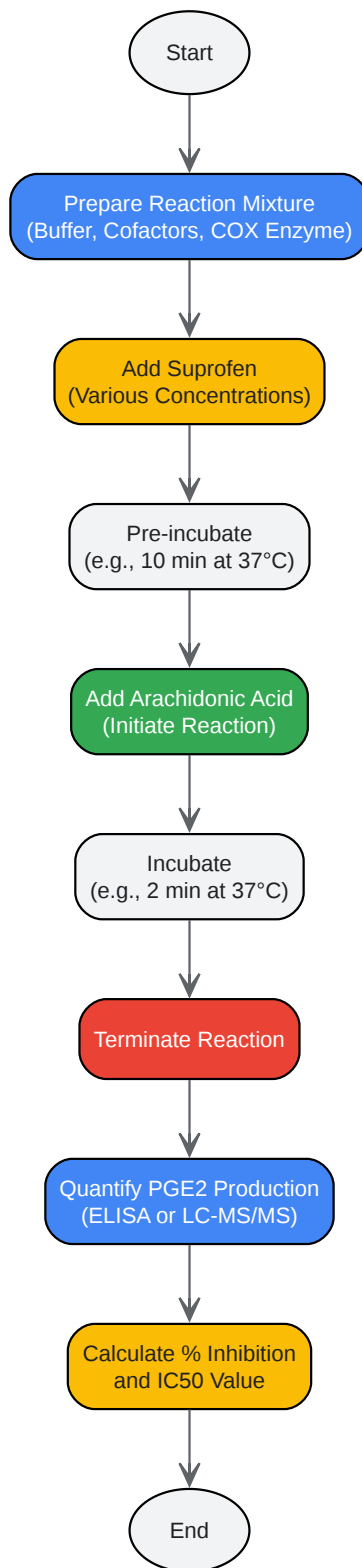 Start
Prepare Reaction Mixture
(Buffer, Cofactors, COX Enzyme)
Add Suprofen
(Various Concentrations)
Pre-incubate
(e.g., 10 min at 37°C)
Add Arachidonic Acid
(Initiate Reaction)
Incubate
(e.g., 2 min at 37°C)
Terminate Reaction
Quantify PGE2 Production
(ELISA or LC-MS/MS)
Calculate % Inhibition
and IC50 Value
End